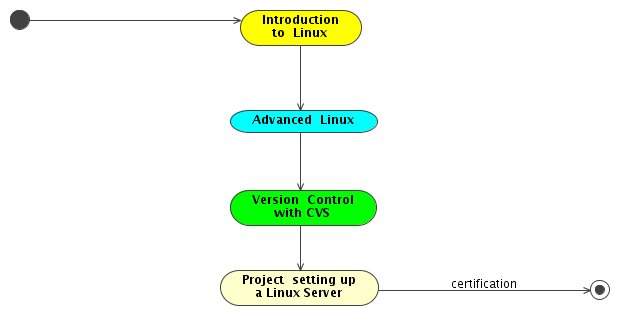 Introduction
to Linux
Advanced Linux
Version Control
with CVS
Project setting up
a Linux Server
certification